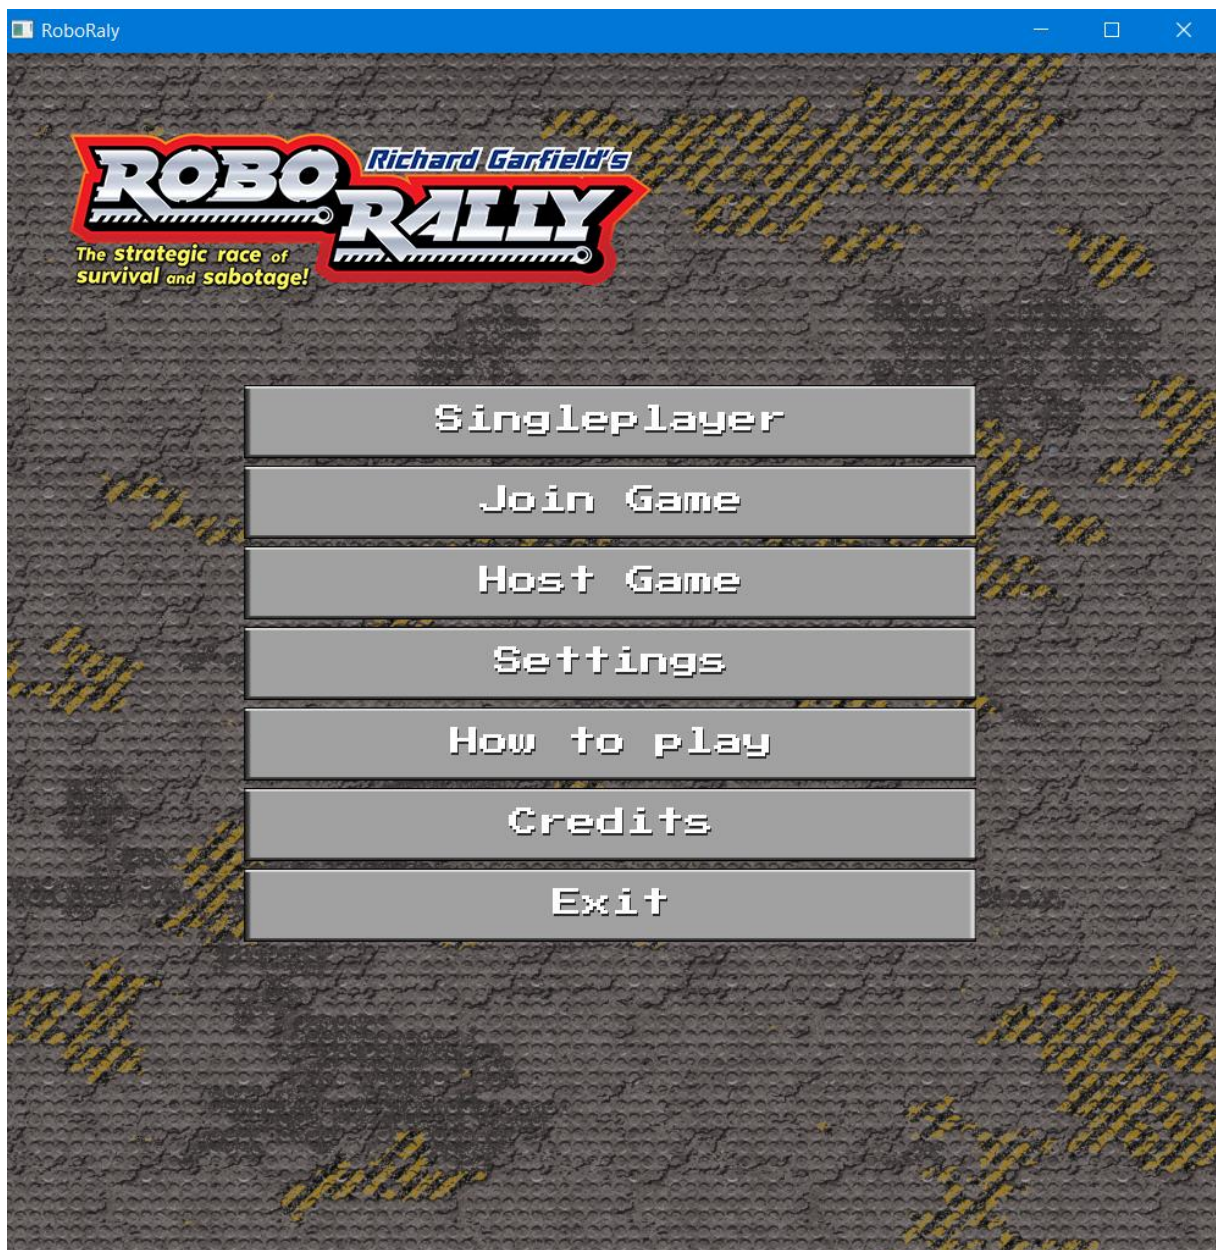 RoboRaly
Richard Garfield's
ROBO
RALLY
The strategic race of
survival and sabotage!
Singleplayer
Join Game
Host Game
Settings
How to play
Credits
Exit